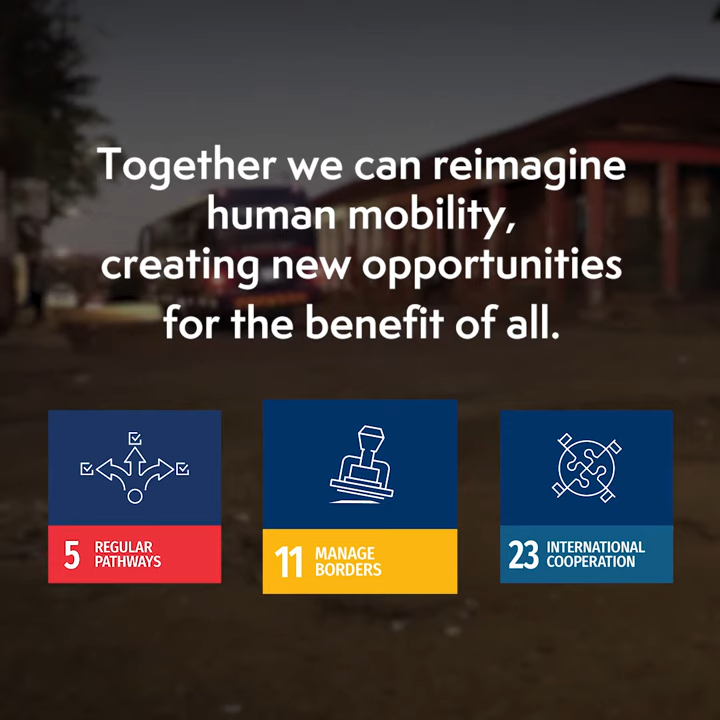 Together we can reimagine
human mobility,
creating new opportunities
for the benefit of all.
5 REGULAR
PATHWAYS
11 MANAGE
BORDERS
23 INTERNATIONAL
COOPERATION